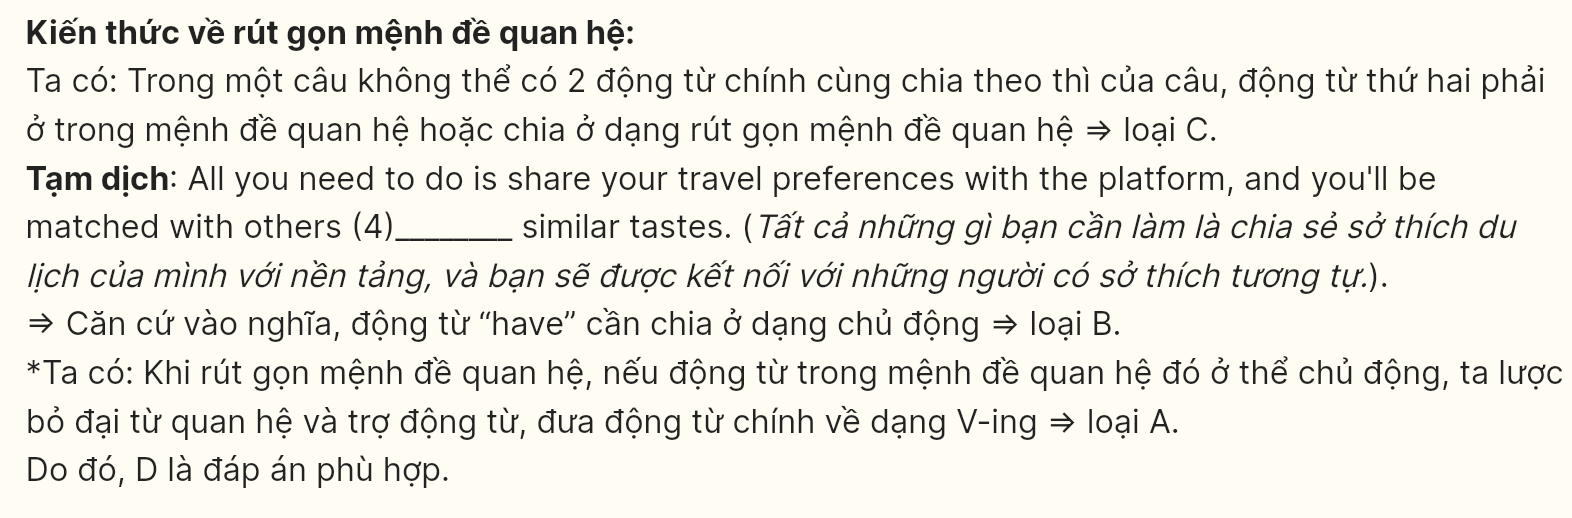 Kiến thức về rút gọn mệnh đề quan hệ:
Ta có: Trong một câu không thể có 2 động từ chính cùng chia theo thì của câu, động từ thứ hai phải
ở trong mệnh đề quan hệ hoặc chia ở dạng rút gọn mệnh đề quan hệ ⇒ loại C.
Tạm dịch: All you need to do is share your travel preferences with the platform, and you'll be
matched with others (4)________ similar tastes. (Tất cả những gì bạn cần làm là chia sẻ sở thích du
lịch của mình với nền tảng, và bạn sẽ được kết nối với những người có sở thích tương tự.).
⇒ Căn cứ vào nghĩa, động từ “have” cần chia ở dạng chủ động ⇒ loại B.
*Ta có: Khi rút gọn mệnh đề quan hệ, nếu động từ trong mệnh đề quan hệ đó ở thể chủ động, ta lược
bỏ đại từ quan hệ và trợ động từ, đưa động từ chính về dạng V-ing ⇒ loại A.
Do đó, D là đáp án phù hợp.